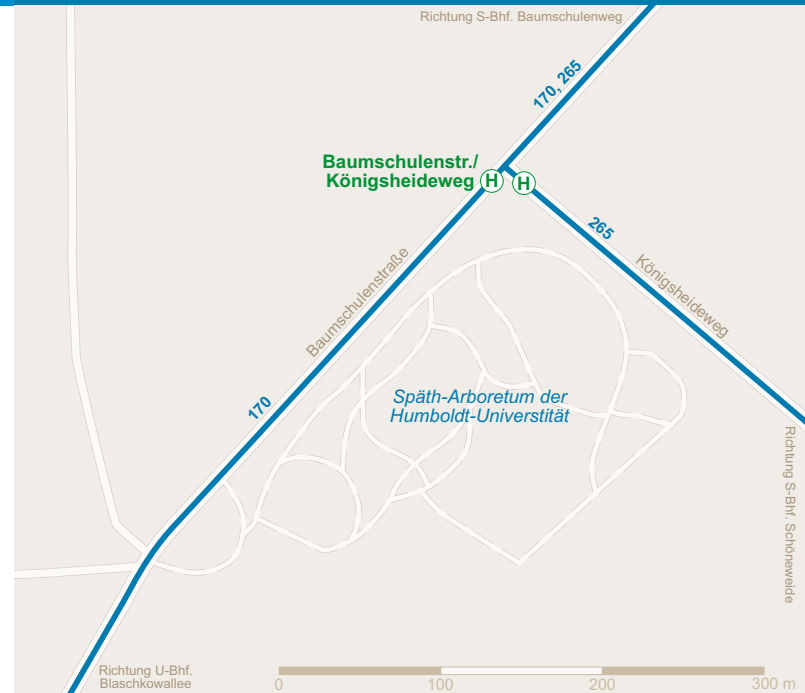 Richtung S-Bhf. Baumschulenweg
170, 265
Baumschulenstr./
Königsheideweg
H
H
265
Königsheideweg
Baumschulenstraße
170
Späth-Arboretum der
Humboldt-Universtität
Richtung S-Bhf. Schöneweide
Richtung U-Bhf.
Blaschkowallee
0
100
200
300 m